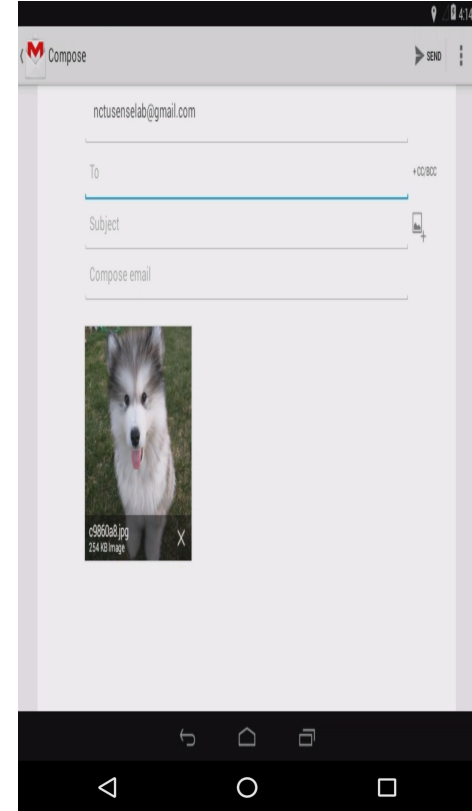 4:14
Compose
SEND
nctusenselab@gmail.com
To
+ CC/BCC
Subject
Compose email
c9860a8.jpg
254 KB Image